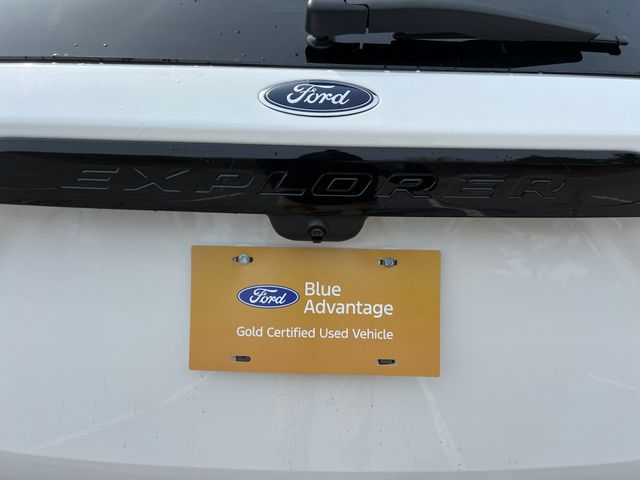 Ford
EXPLORER
Ford
Blue
Advantage
Gold Certified Used Vehicle